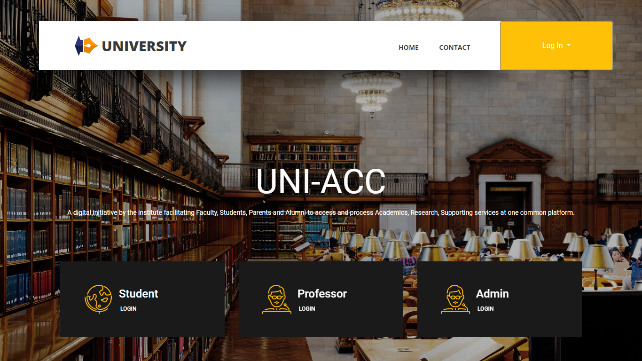 UNIVERSITY
HOME
CONTACT
Log In
UNI-ACC
A digital initiative by the institute facilitating Faculty, Students, Parents and Alumni to access and process Academics, Research, Supporting services at one common platform.
Student
LOGIN
Professor
LOGIN
Admin
LOGIN